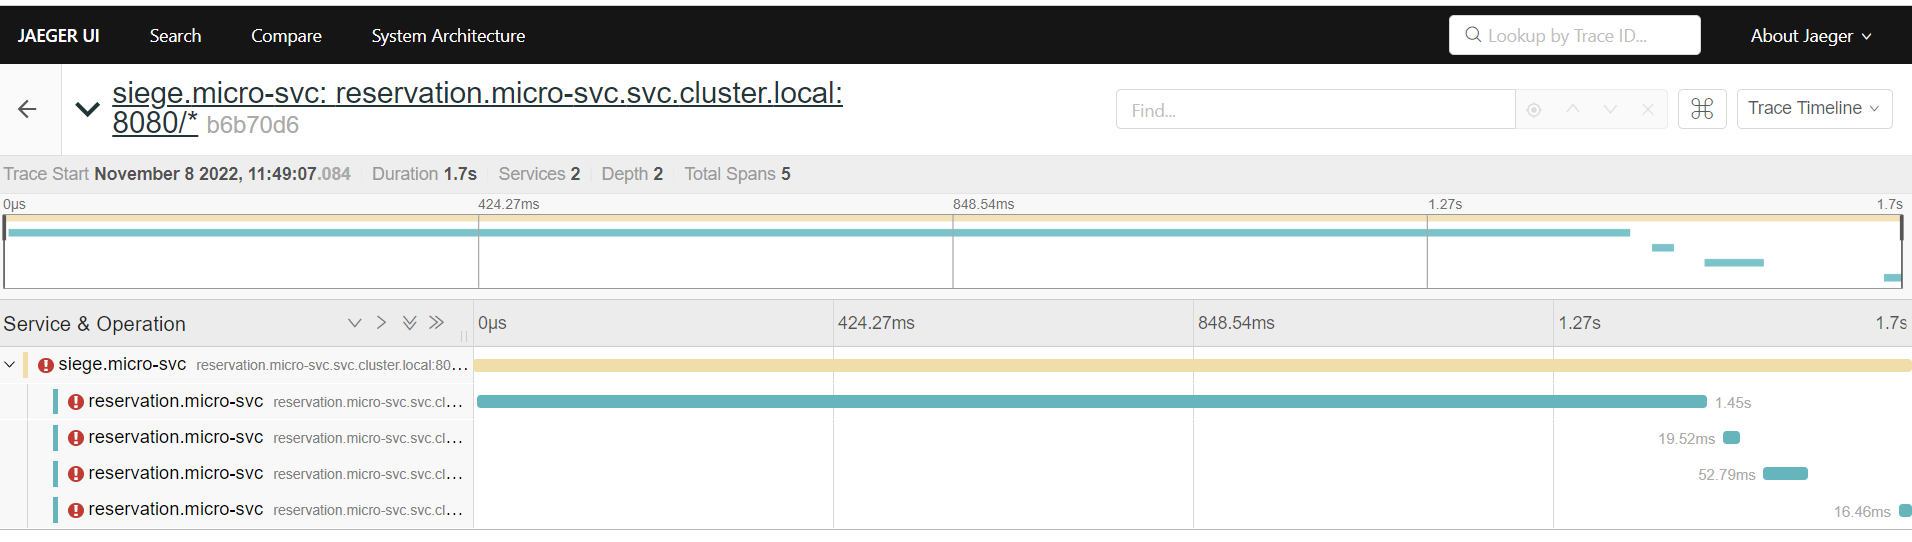 JAEGER UI Search Compare System Architecture Lookup by Trace ID... About Jaeger
siege.micro-svc: reservation.micro-svc.svc.cluster.local:
8080/* b6b70d6
Find...
Trace Timeline
Trace Start November 8 2022, 11:49:07.084 Duration 1.7s Services 2 Depth 2 Total Spans 5
0μs 424.27ms 848.54ms 1.27s 1.7s
Service & Operation 0μs 424.27ms 848.54ms 1.27s 1.7s
siege.micro-svc reservation.micro-svc.svc.cluster.local:80...
reservation.micro-svc reservation.micro-svc.svc.cl... 1.45s
reservation.micro-svc reservation.micro-svc.svc.cl... 19.52ms
reservation.micro-svc reservation.micro-svc.svc.cl... 52.79ms
reservation.micro-svc reservation.micro-svc.svc.cl... 16.46ms